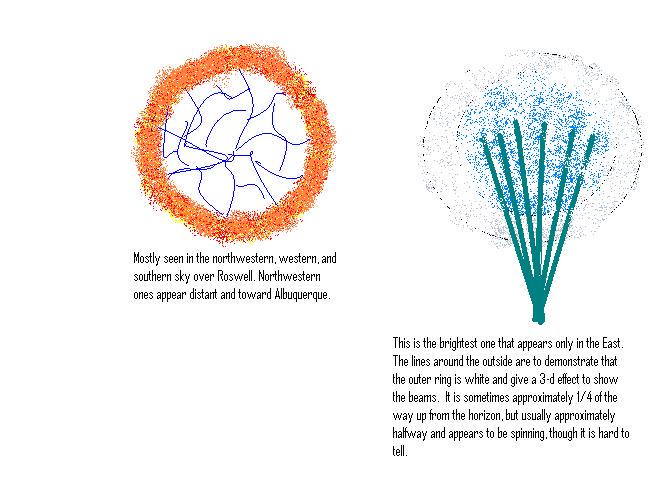 Mostly seen in the northwestern, western, and
southern sky over Roswell. Northwestern
ones appear distant and toward Albuquerque.
This is the brightest one that appears only in the East.
The lines around the outside are to demonstrate that
the outer ring is white and give a 3-d effect to show
the beams. It is sometimes approximately 1/4 of the
way up from the horizon, but usually approximately
halfway and appears to be spinning, though it is hard to
tell.